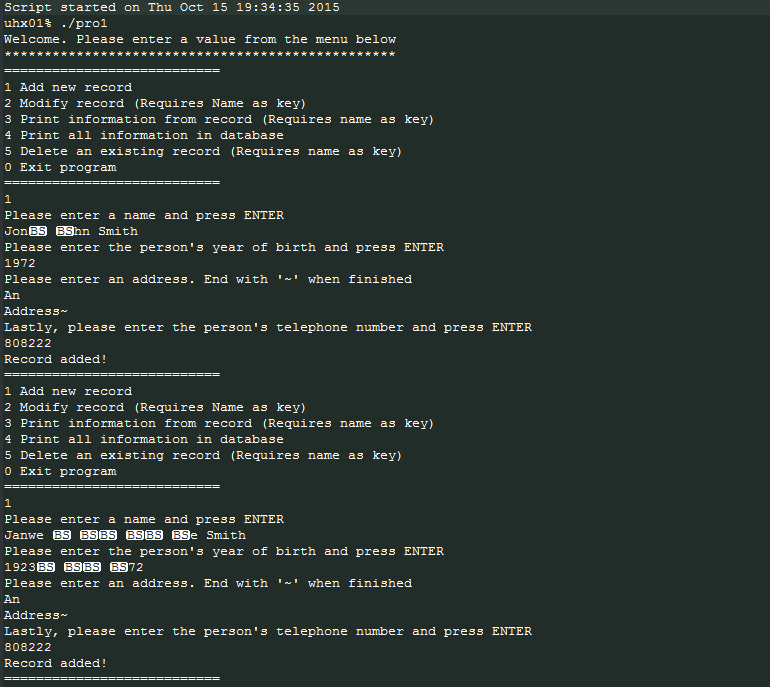 Script started on Thu Oct 15 19:34:35 2015
uhx01% ./pro1
Welcome. Please enter a value from the menu below
*************************************************
===========================
1 Add new record
2 Modify record (Requires Name as key)
3 Print information from record (Requires name as key)
4 Print all information in database
5 Delete an existing record (Requires name as key)
0 Exit program
===========================
1
Please enter a name and press ENTER
JonBS BShn Smith
Please enter the person's year of birth and press ENTER
1972
Please enter an address. End with '~' when finished
An
Address~
Lastly, please enter the person's telephone number and press ENTER
808222
Record added!
===========================
1 Add new record
2 Modify record (Requires Name as key)
3 Print information from record (Requires name as key)
4 Print all information in database
5 Delete an existing record (Requires name as key)
0 Exit program
===========================
1
Please enter a name and press ENTER
Janwe BS BSBS BSBS BSe Smith
Please enter the person's year of birth and press ENTER
1923BS BSBS BS72
Please enter an address. End with '~' when finished
An
Address~
Lastly, please enter the person's telephone number and press ENTER
808222
Record added!
===========================